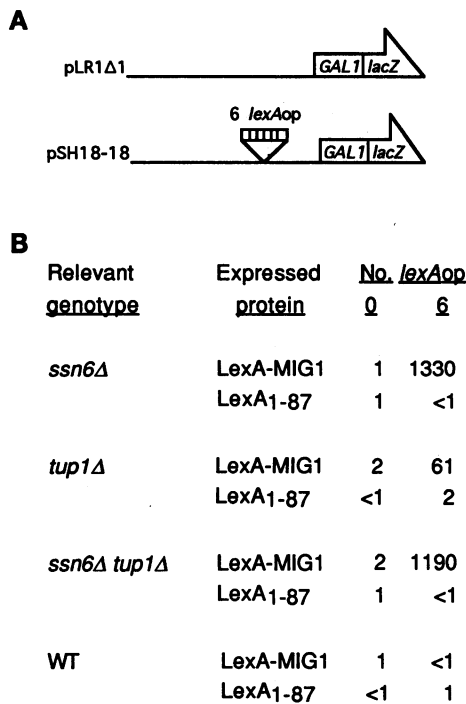 A
pLR1Δ1 GAL1 lacZ
6 lexAop
pSH18-18 GAL1 lacZ
B
Relevant Expressed No. lexAop
genotype protein 0 6
ssn6Δ LexA-MIG1 1 1330
LexA1-87 1 <1
tup1Δ LexA-MIG1 2 61
LexA1-87 <1 2
ssn6Δ tup1Δ LexA-MIG1 2 1190
LexA1-87 1 <1
WT LexA-MIG1 1 <1
LexA1-87 <1 1